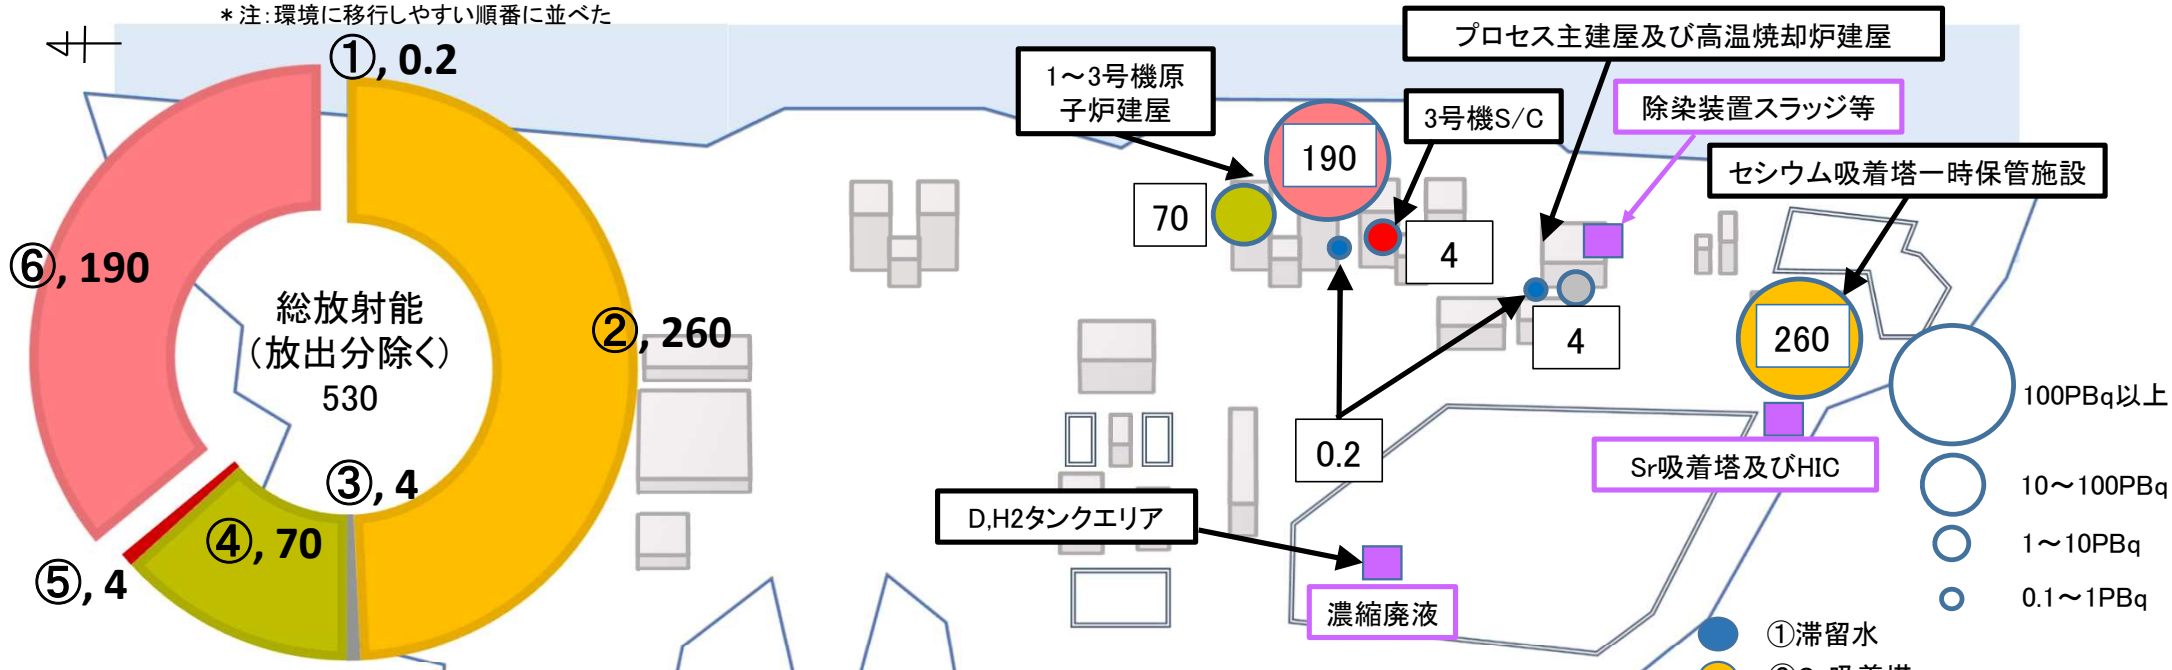 *注:環境に移行しやすい順番に並べた
①, 0.2
②, 260
③, 4
④, 70
⑤, 4
⑥, 190
総放射能
(放出分除く)
530
1～3号機原
子炉建屋
プロセス主建屋及び高温焼却炉建屋
3号機S/C
除染装置スラッジ等
セシウム吸着塔一時保管施設
190
70
4
4
260
0.2
Sr吸着塔及びHIC
D,H2タンクエリア
濃縮廃液
100PBq以上
10～100PBq
1～10PBq
0.1～1PBq
①滞留水